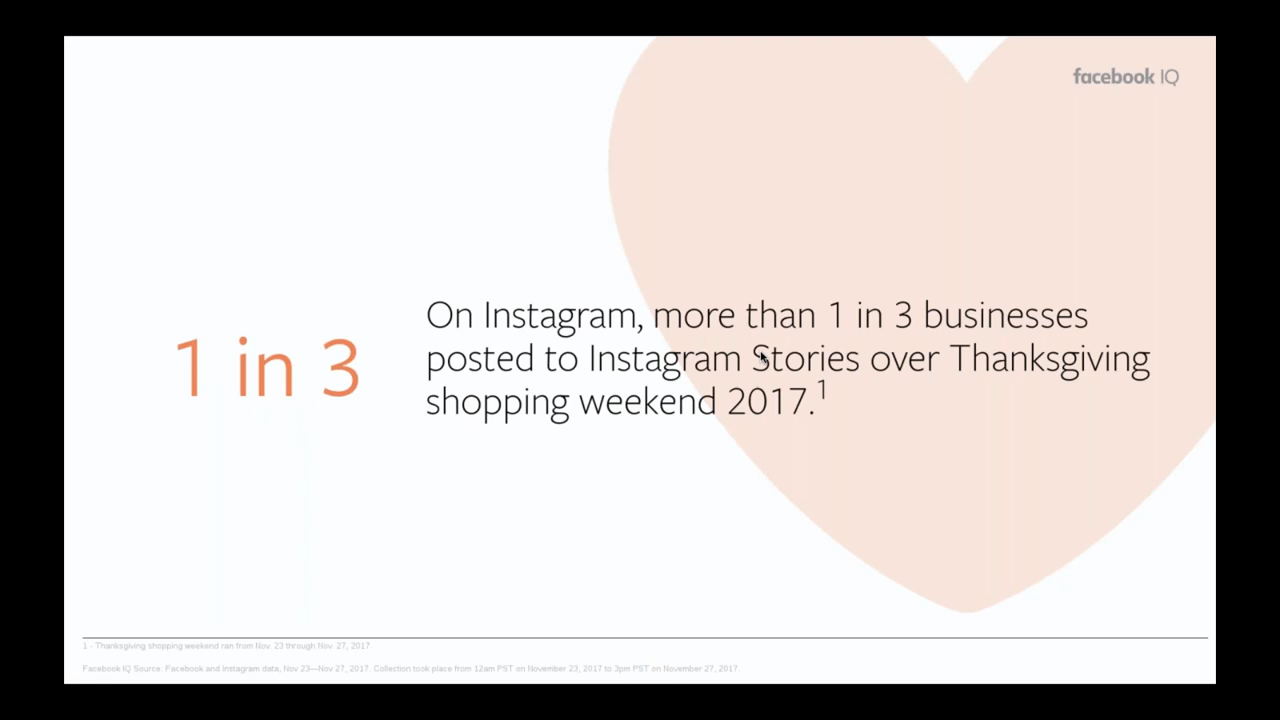 facebook IQ
1 in 3
On Instagram, more than 1 in 3 businesses
posted to Instagram Stories over Thanksgiving
shopping weekend 2017.1
1 - Thanksgiving shopping weekend ran from Nov. 23 through Nov. 27, 2017.
Facebook IQ Source: Facebook and Instagram data, Nov 23—Nov 27, 2017. Collection took place from 12am PST on November 23, 2017 to 3pm PST on November 27, 2017.